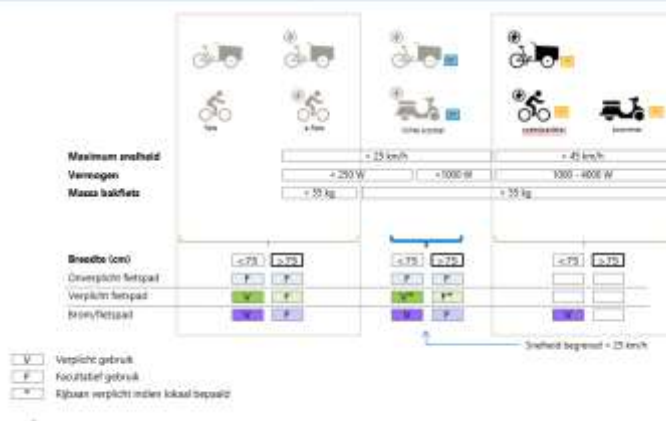 fiets
e-fiets
bromfiets
Maximum snelheid
< 25 km/h
< 45 km/h
Vermogen
< 250 W
<1000 W
1000 - 4000 W
Massa bakfiets
< 55 kg
> 55 kg
Breedte (cm)
<75
>75
<75
>75
<75
>75
Onverplicht fietspad
F
F
F
F
Verplicht fietspad
V
F
V*
F*
Brom/fietspad
V
F
V
F
V
Snelheid begrensd < 25 km/h
V
Verplicht gebruik
F
Facultatief gebruik
*
Rijbaan verplicht indien lokaal bepaald